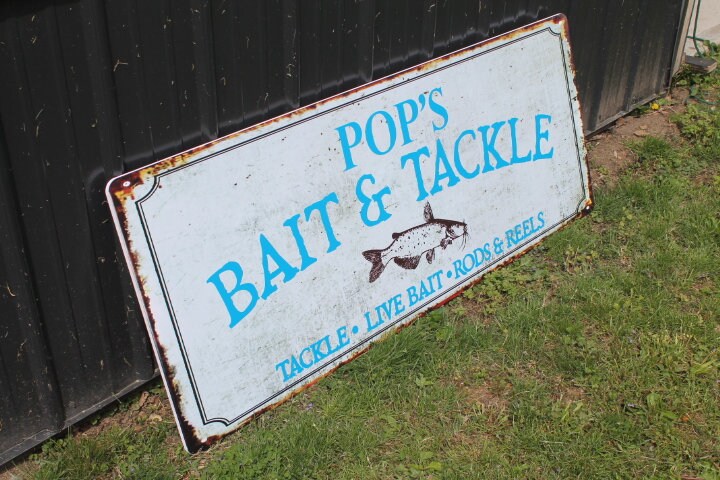 POP'S
BAIT & TACKLE
TACKLE • LIVE BAIT • RODS & REELS